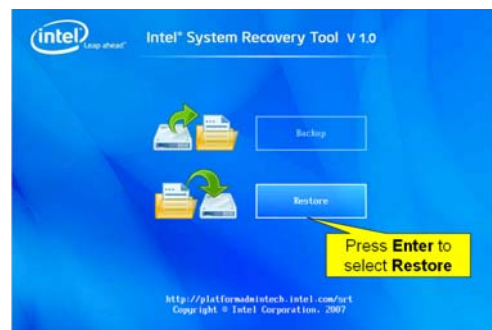 intel
Leap ahead™
Intel® System Recovery Tool V 1.0
Backup
Restore
Press Enter to
select Restore
http://platformadmintech.intel.com/srt
Copyright © Intel Corporation. 2007